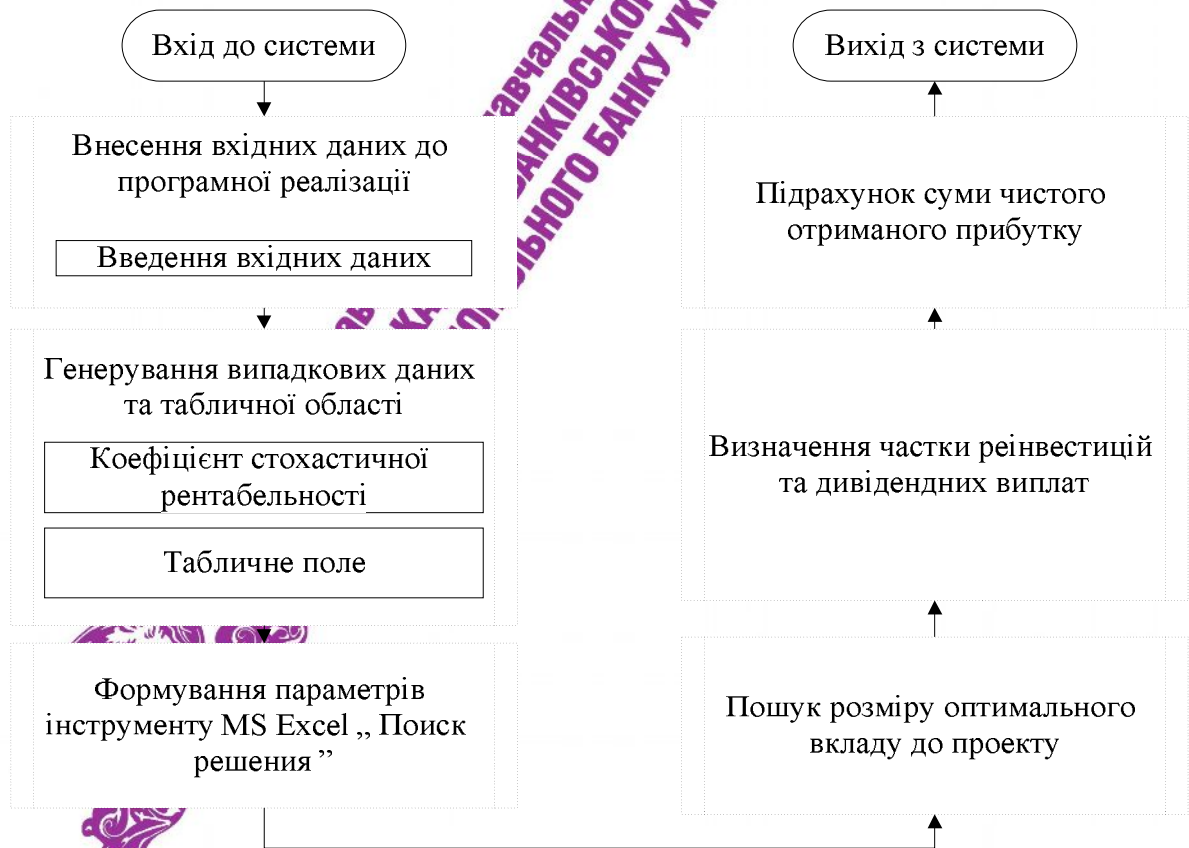 Вхід до системи
Внесення вхідних даних до
програмної реалізації
Введення вхідних даних
Генерування випадкових даних
та табличної області
Коефіцієнт стохастичної
рентабельності
Табличне поле
Формування параметрів
інструменту MS Excel „ Поиск
решения ”
Вихід з системи
Підрахунок суми чистого
отриманого прибутку
Визначення частки реінвестицій
та дивідендних виплат
Пошук розміру оптимального
вкладу до проекту
БАНКУ